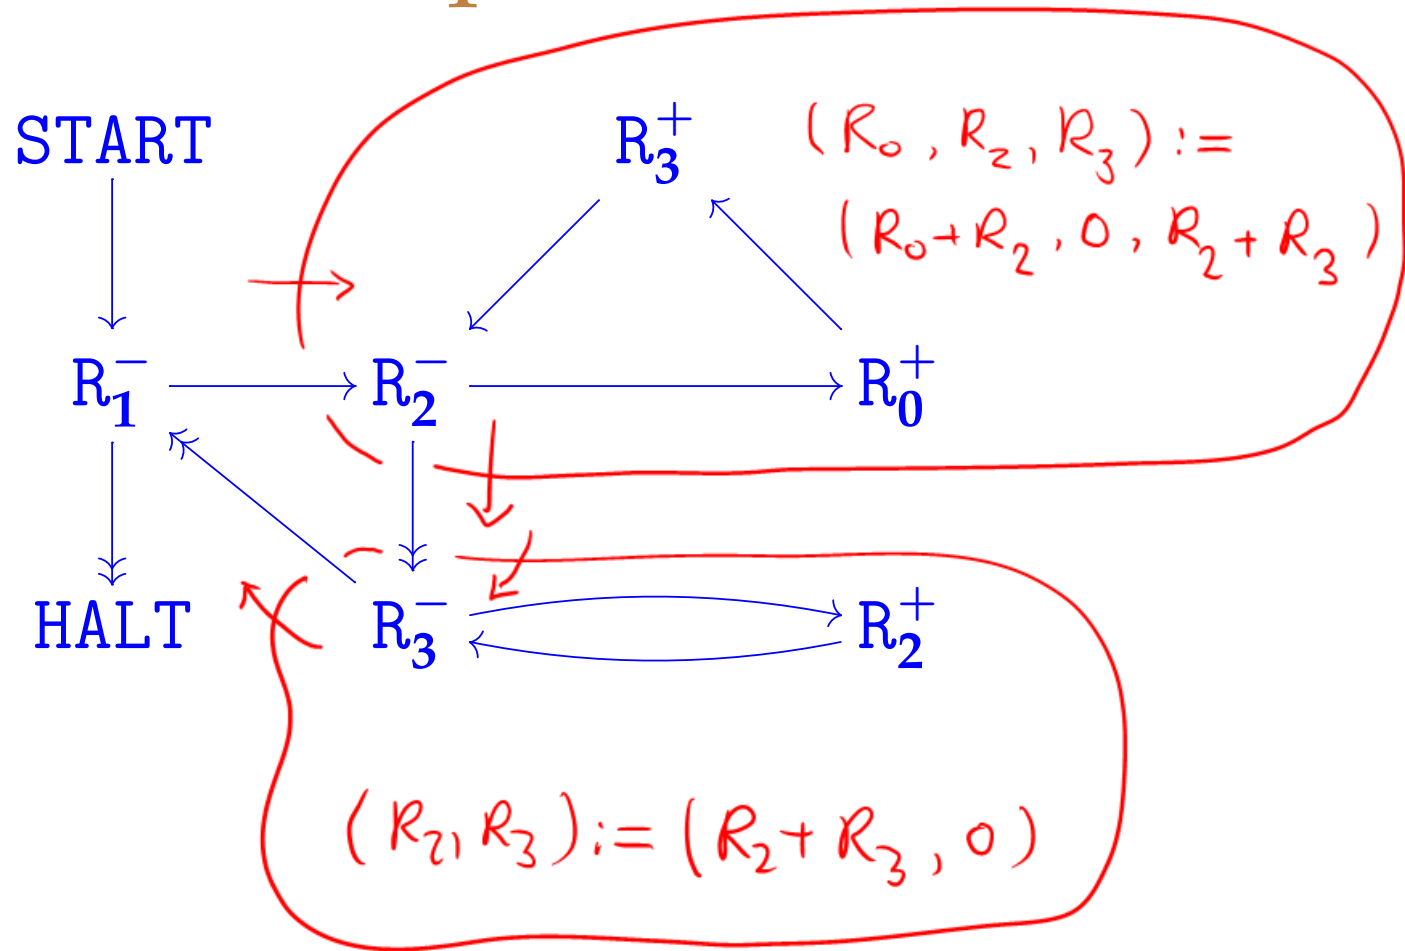 START R₃⁺ (R₀, R₂, R₃) :=
(R₀+R₂, 0, R₂+R₃)
R₁⁻ R₂⁻ R₀⁺
HALT R₃⁻ R₂⁺
(R₂, R₃) := (R₂+R₃, 0)